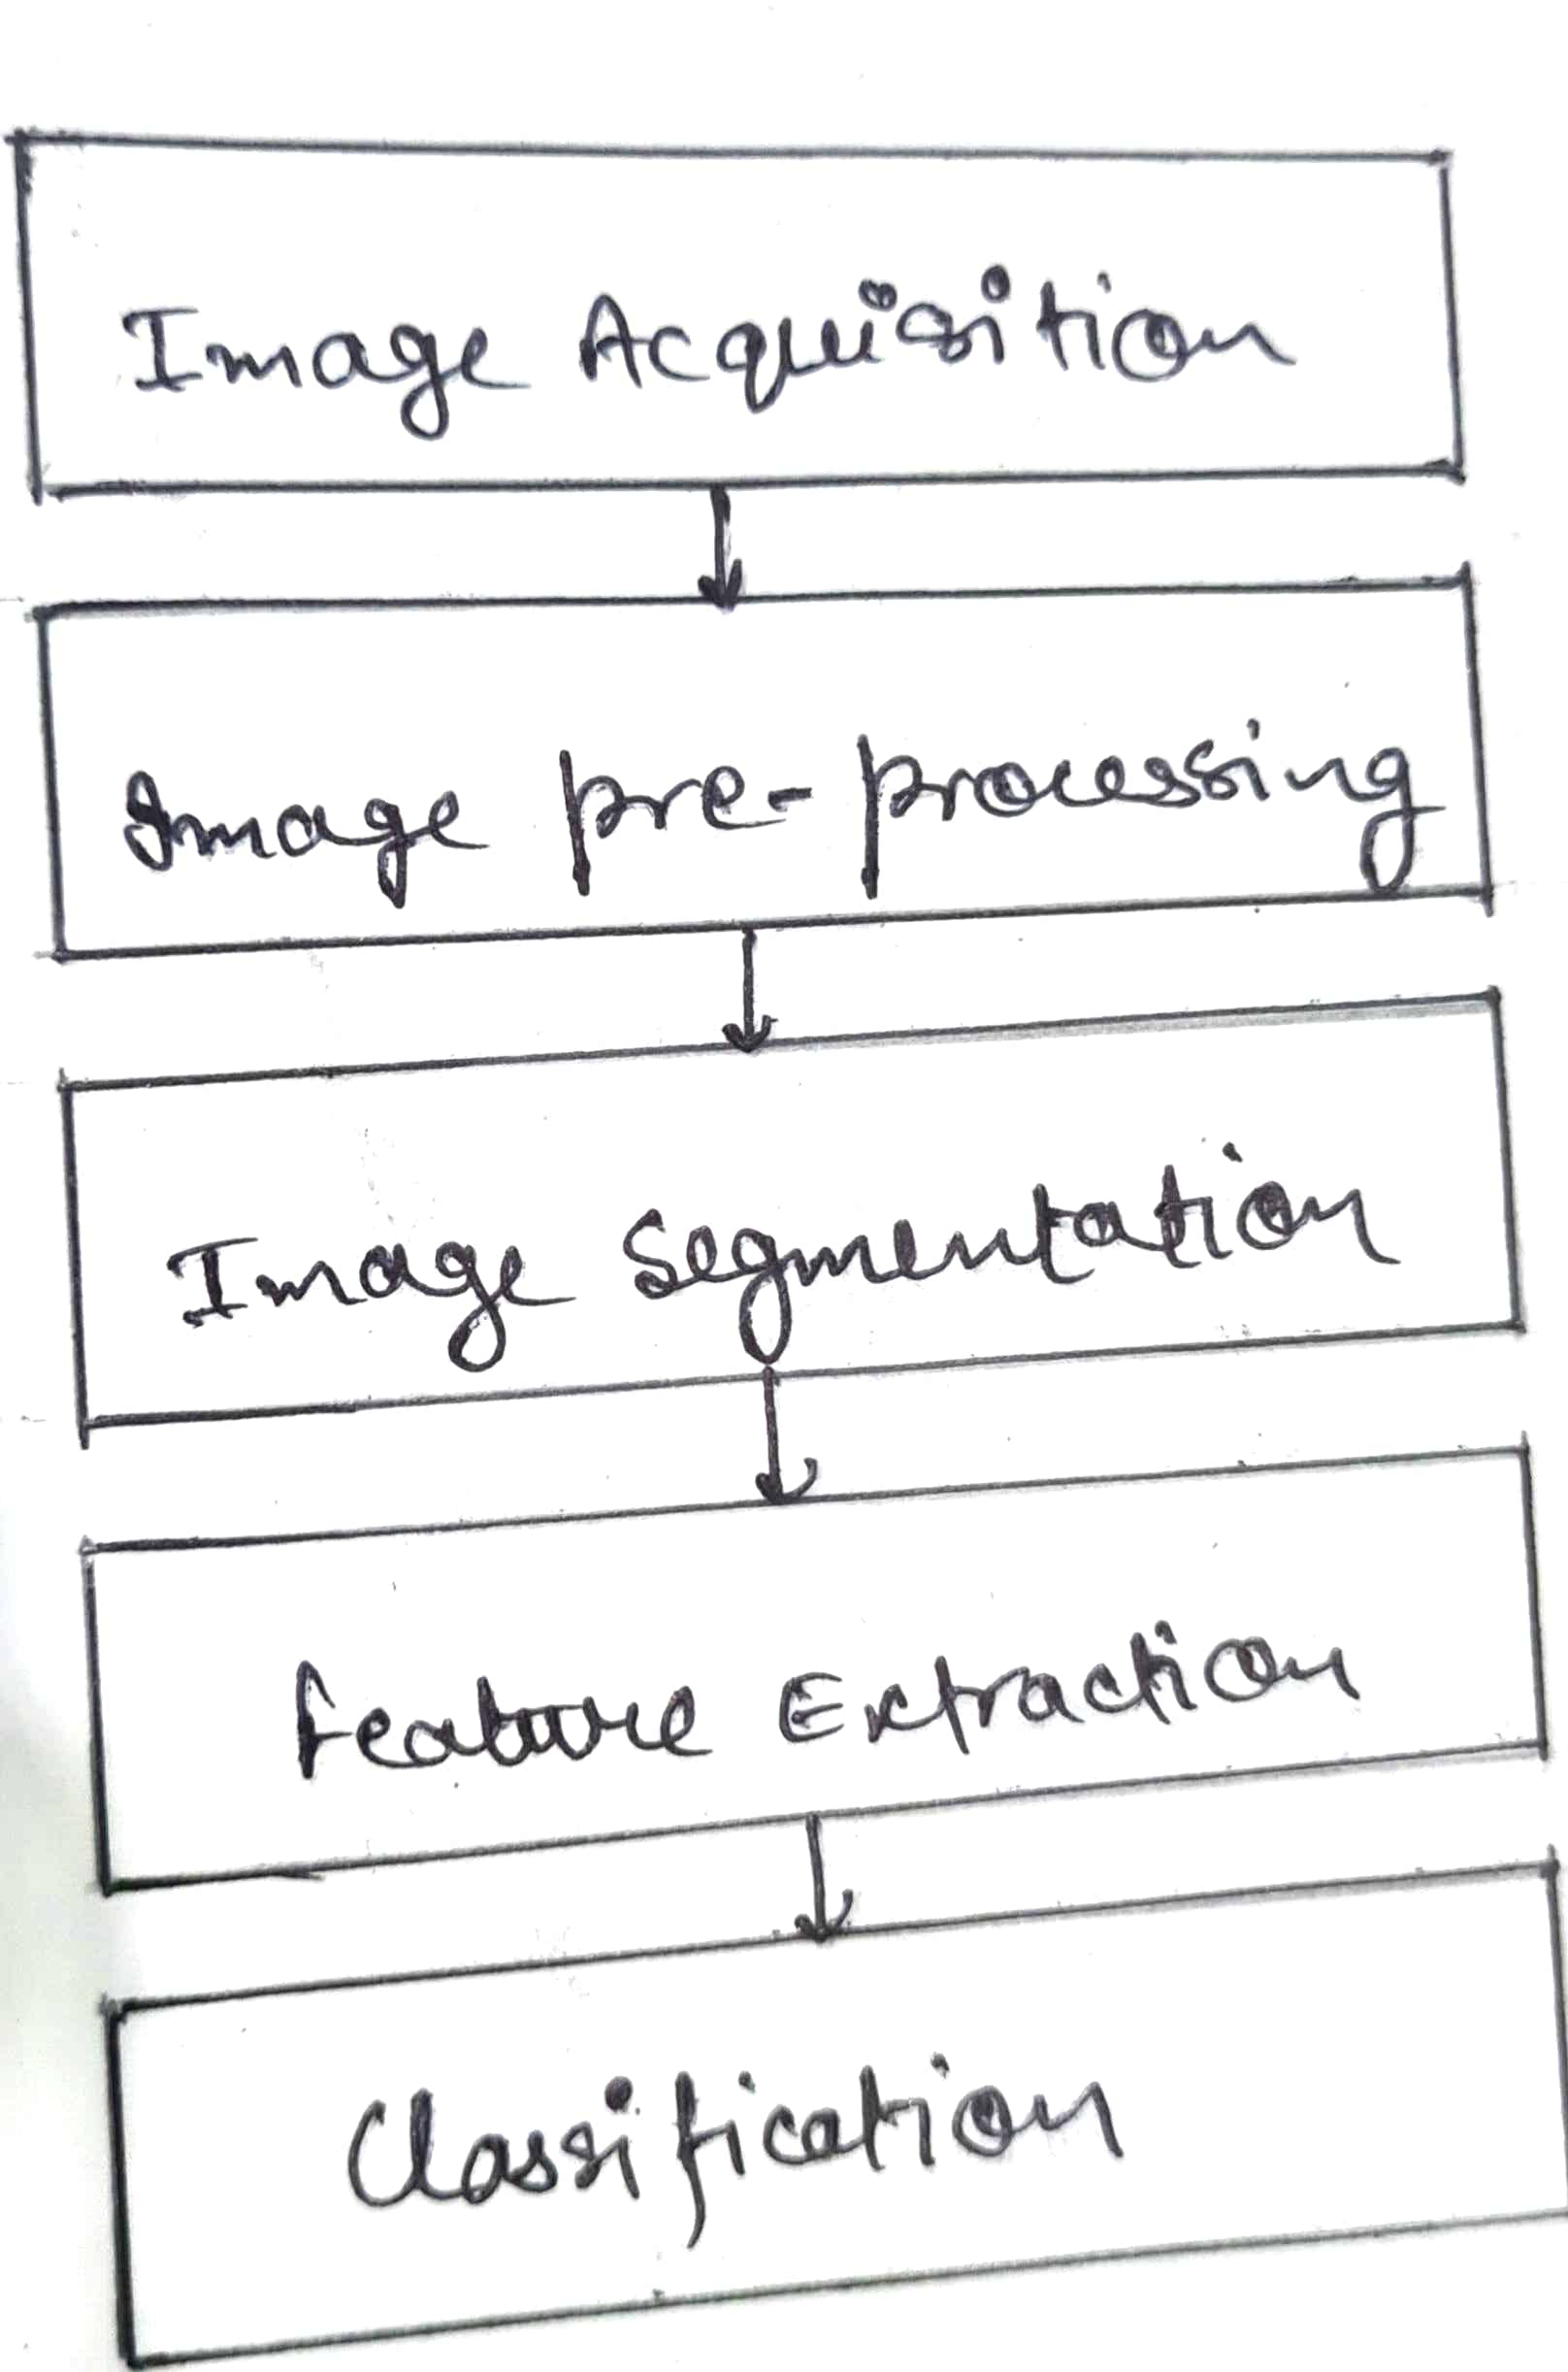 Image Acquisition
Image pre-processing
Image Segmentation
Feature Extraction
Classification